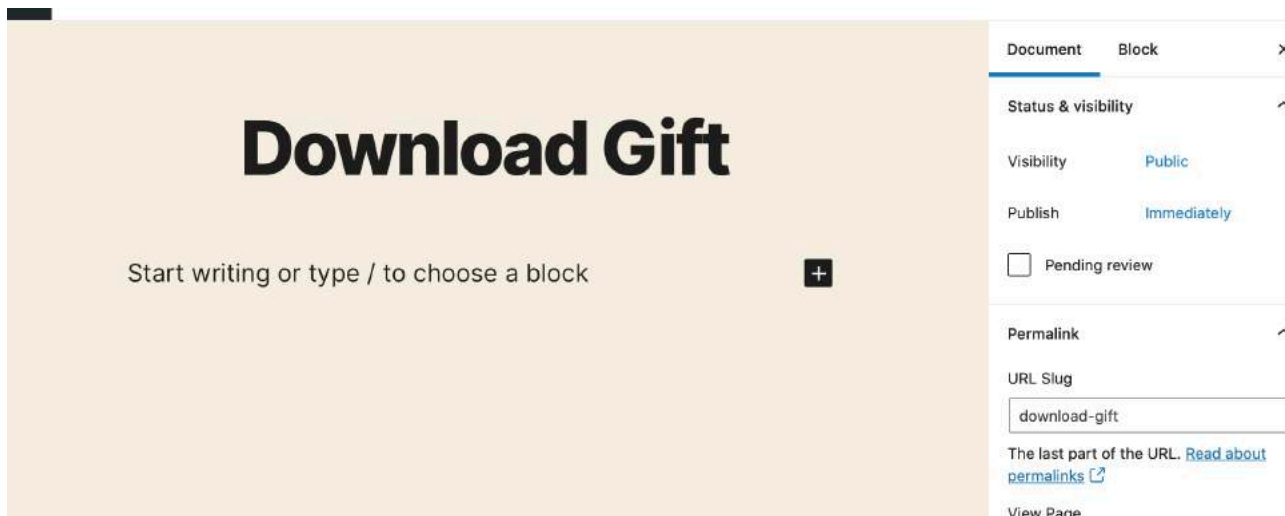 Document Block
Download Gift
Status & visibility
Visibility Public
Publish Immediately
Start writing or type / to choose a block
Pending review
Permalink
URL Slug
download-gift
The last part of the URL. Read about
permalinks
View Page